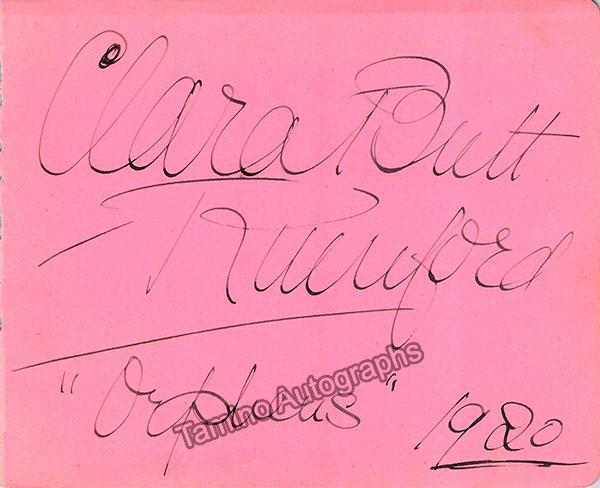 Clara Butt
– Rumford
"Orpheus"
Tamino Autographs
1920